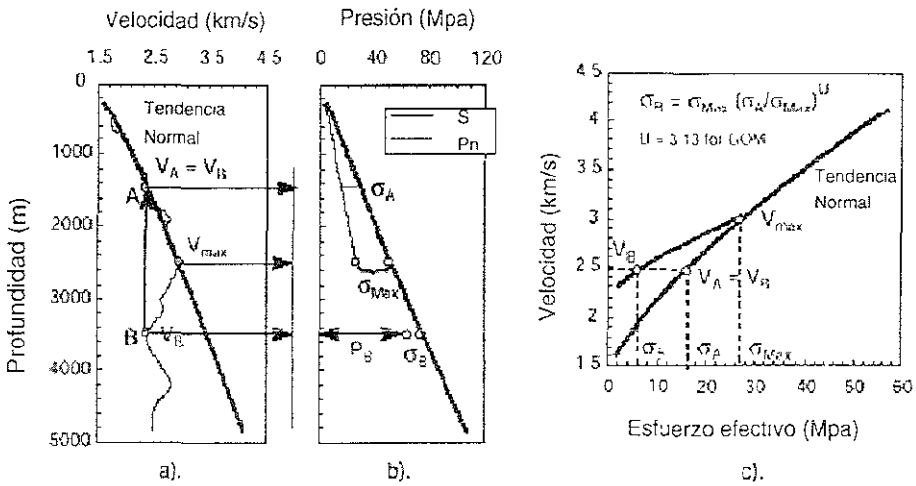 Velocidad (km/s)
1.5 2.5 3.5 4.5
0
1000
2000
3000
4000
5000
Profundidad (m)
Tendencia
Normal
V_A = V_B
A
V_max
B
V_B
a).
Presión (Mpa)
0 40 80 120
S
Pn
σ_A
σ_Max
P_B
σ_B
b).
4.5
4
3.5
3
2.5
2
1.5
Velocidad (km/s)
σ_B = σ_Max (σ_A/σ_Max)^U
U = 3.13 for GOM
Tendencia
Normal
V_max
V_B
V_A = V_B
σ_A
σ_Max
0 10 20 30 40 50 60
Esfuerzo efectivo (Mpa)
c).